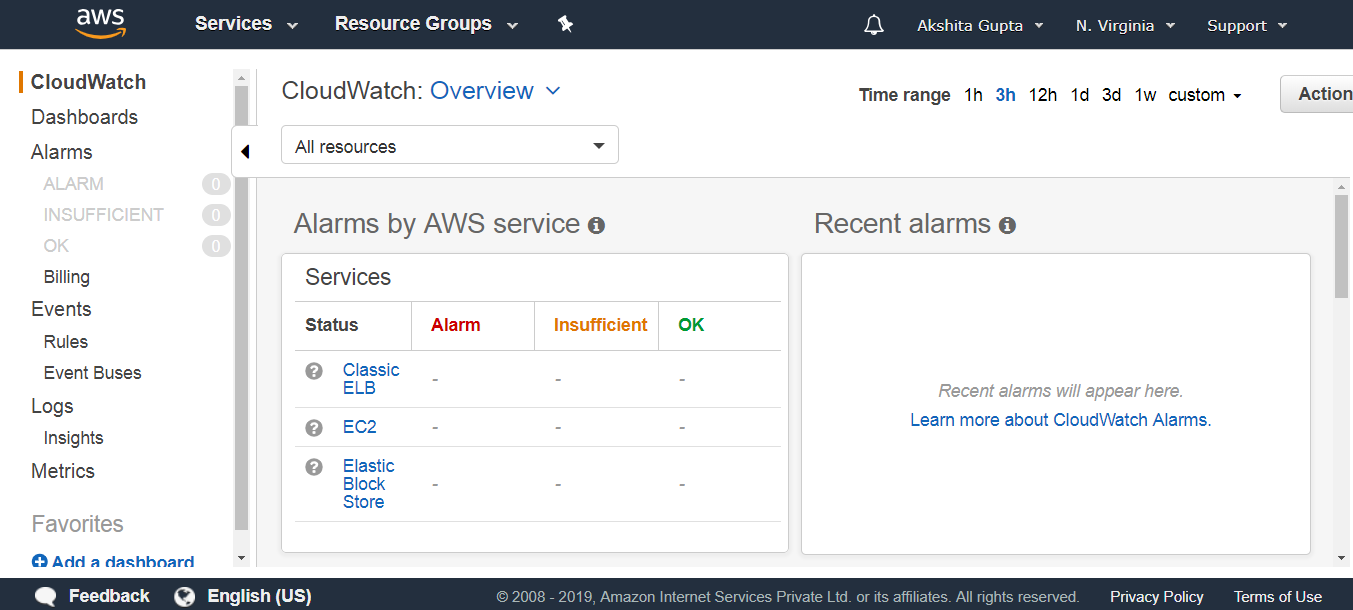 aws Services Resource Groups Akshita Gupta N. Virginia Support
CloudWatch
Dashboards
Alarms
ALARM 0
INSUFFICIENT 0
OK 0
Billing
Events
Rules
Event Buses
Logs
Insights
Metrics
Favorites
Add a dashboard
CloudWatch: Overview
Time range 1h 3h 12h 1d 3d 1w custom Action
All resources
Alarms by AWS service
Services
Status Alarm Insufficient OK
Classic
ELB - - -
EC2 - - -
Elastic
Block
Store - - -
Recent alarms
Recent alarms will appear here.
Learn more about CloudWatch Alarms.
Feedback English (US) © 2008 - 2019, Amazon Internet Services Private Ltd. or its affiliates. All rights reserved. Privacy Policy Terms of Use